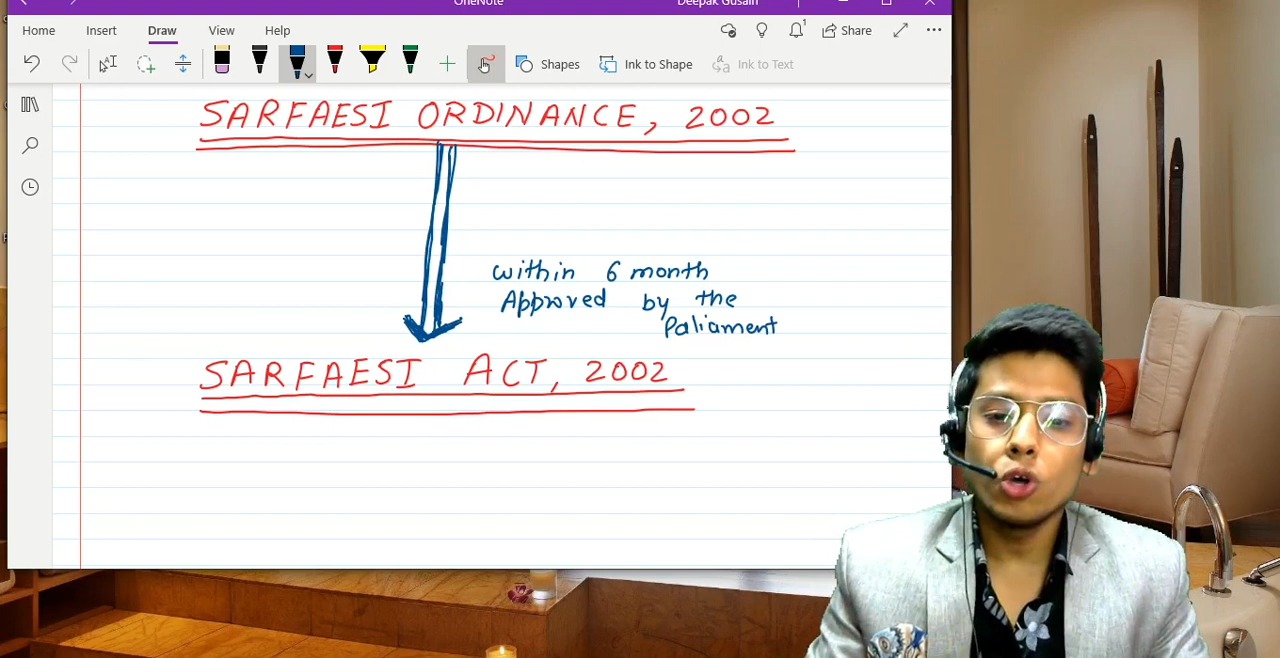 OneNote
Deepak Gusain
Home Insert Draw View Help
1
Share
Shapes
Ink to Shape
Ink to Text
SARFAESI ORDINANCE, 2002
within 6 month
Approved by the
Paliament
SARFAESI ACT, 2002